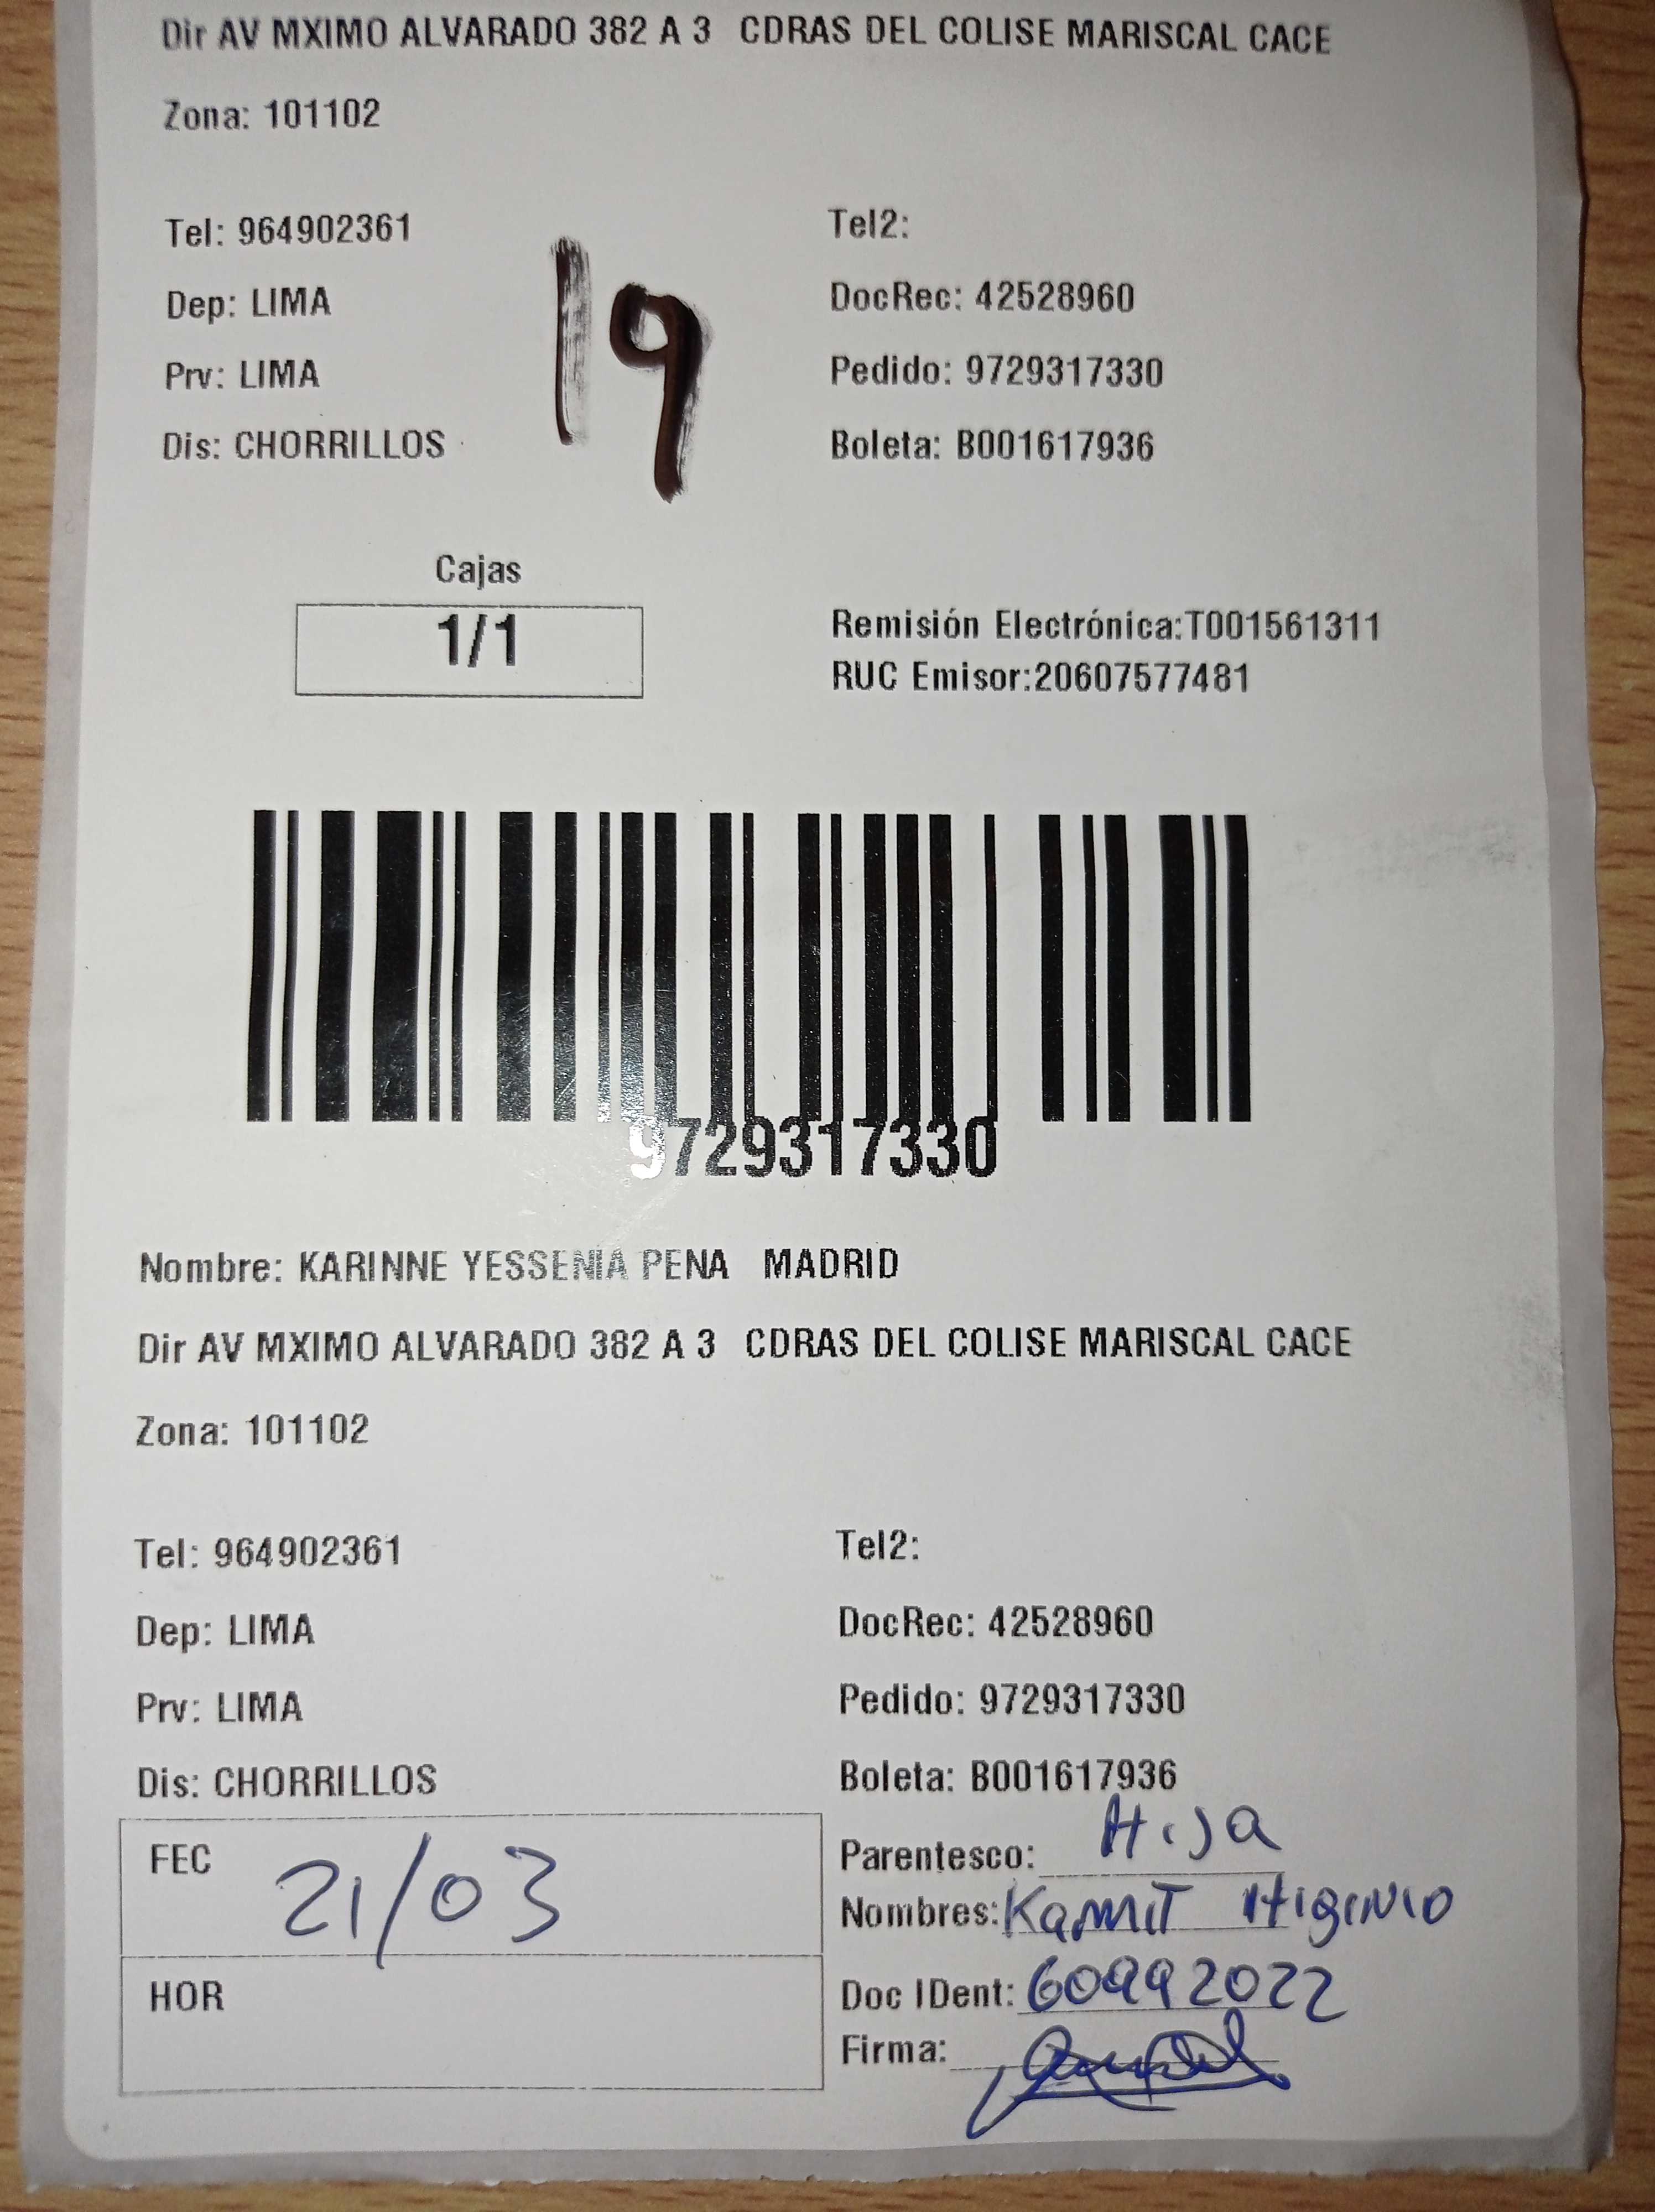 Dir AV MXIMO ALVARADO 382 A 3 CDRAS DEL COLISE MARISCAL CACE
Zona: 101102
Tel: 964902361 Tel2:
Dep: LIMA DocRec: 42528960
Prv: LIMA Pedido: 9729317330
Dis: CHORRILLOS Boleta: B001617936
19
Cajas
1/1
Remisión Electrónica:T001561311
RUC Emisor:20607577481
9729317330
Nombre: KARINNE YESSENIA PENA MADRID
Dir AV MXIMO ALVARADO 382 A 3 CDRAS DEL COLISE MARISCAL CACE
Zona: 101102
Tel: 964902361 Tel2:
Dep: LIMA DocRec: 42528960
Prv: LIMA Pedido: 9729317330
Dis: CHORRILLOS Boleta: B001617936
FEC 21/03
HOR
Parentesco: Hija
Nombres: Higinio
Doc IDent: 60992022
Firma: